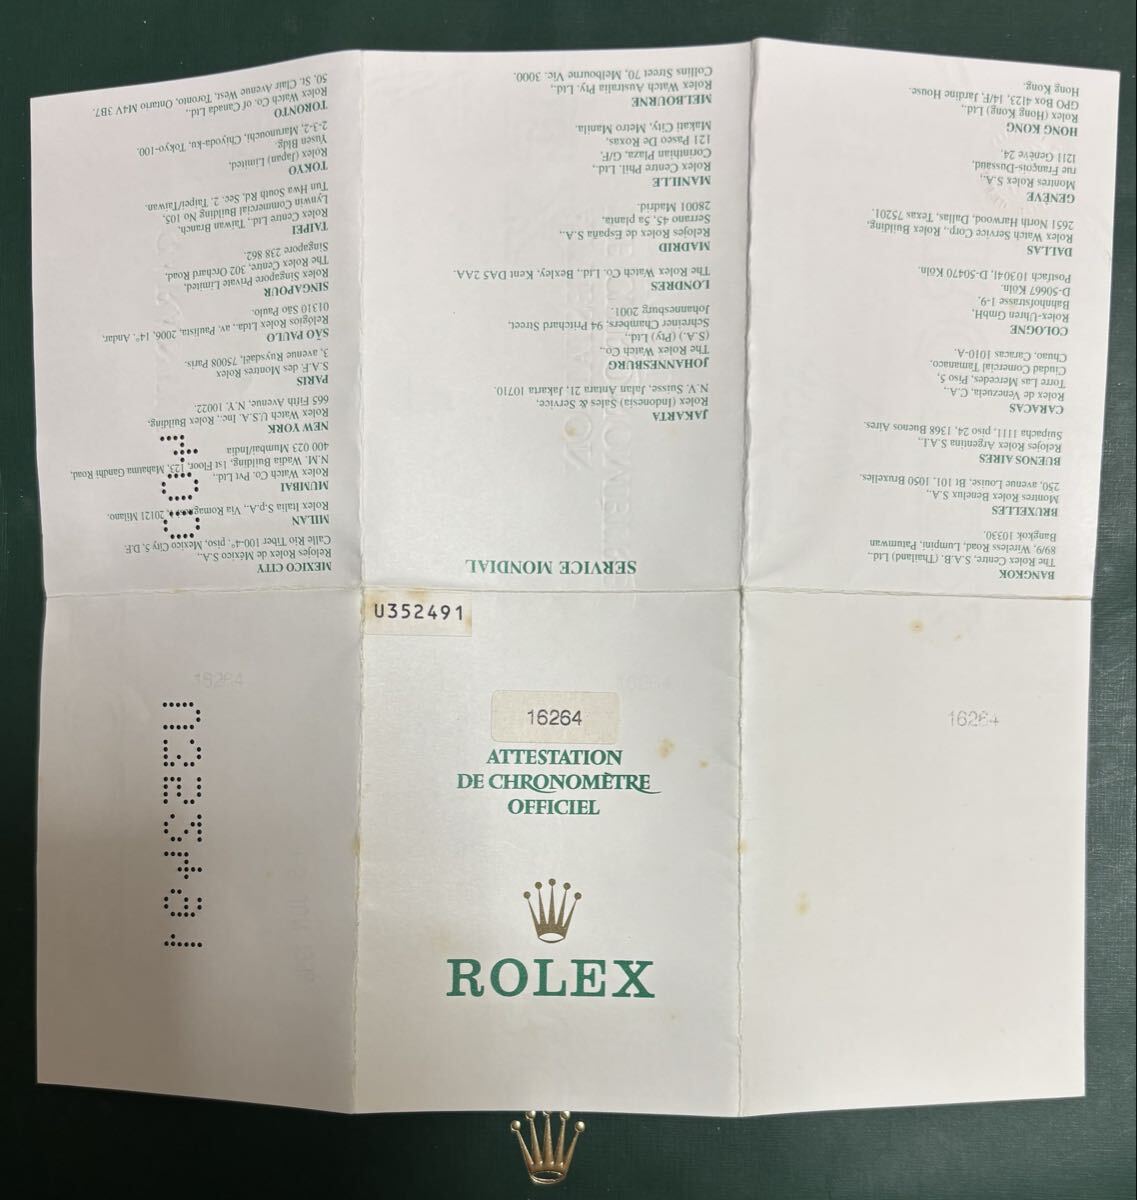 SERVICE MONDIAL
BANGKOK
The Rolex Centre, S.A.B. (Thailand) Ltd.,
89/9, Wireless Road, Lumpini, Patumwan
Bangkok 10330.
BRUXELLES
Montres Rolex Benelux S.A.,
250, avenue Louise, Bt 101, 1050 Bruxelles.
BUENOS AIRES
Relojes Rolex Argentina S.A.I.,
Suipacha 1111, piso 24, 1368 Buenos Aires.
CARACAS
Rolex de Venezuela, C.A.,
Torre Las Mercedes, Piso 5,
Ciudad Comercial Tamanaco,
Chuao, Caracas 1010-A.
COLOGNE
Rolex-Uhren GmbH,
Bahnhofstrasse 1-9,
D-50667 Köln.
Postfach 103041, D-50470 Köln.
DALLAS
Rolex Watch Service Corp., Rolex Building,
2651 North Harwood, Dallas, Texas 75201.
GENÈVE
Montres Rolex S.A.,
rue François-Dussaud,
1211 Genève 24.
HONG KONG
Rolex (Hong Kong) Ltd.,
GPO Box 4123, 14/F, Jardine House.
Hong Kong.
JAKARTA
Rolex (Indonesia) Sales & Service,
N.V. Suisse, Jalan Antara 21, Jakarta 10710.
JOHANNESBURG
The Rolex Watch Co.,
(S.A.) (Pty) Ltd.,
Schreiner Chambers, 94 Pritchard Street,
Johannesburg 2001.
LONDRES
The Rolex Watch Co. Ltd., Bexley, Kent DA5 2AA.
MADRID
Relojes Rolex de España S.A.,
Serrano 45, 5a planta,
28001 Madrid.
MANILLE
Rolex Centre Phil. Ltd.,
Corinthian Plaza, G/F,
121 Paseo De Roxas,
Makati City, Metro Manila.
MELBOURNE
Rolex Watch Australia Pty. Ltd.,
Collins Street 70, Melbourne Vic. 3000.
MEXICO CITY
Relojes Rolex de México S.A.,
Calle Rio Tiber 100-4°. piso, Mexico City 5, D.F.
MILAN
Rolex Italia S.p.A., Via 20121 Milano.
MUMBAI
Rolex Watch Co. Pvt Ltd.,
N.M. Wadia Building, 1st Floor, 123, Mahatma Gandhi Road,
400 023 Mumbai/India
NEW YORK
Rolex Watch U.S.A. Inc., Rolex Building,
665 Fifth Avenue, N.Y. 10022.
PARIS
S.A.F. des Montres Rolex
3, avenue Ruysdaël, 75008 Paris.
SÃO PAULO
Relógios Rolex Ltda., av. Paulista, 2006, 14°. Andar,
01310 São Paulo.
SINGAPOUR
Rolex Singapore Private Limited,
The Rolex Centre, 302 Orchard Road,
Singapore 238 862.
TAIPEI
Rolex Centre Ltd., Taiwan Branch,
Lynwin Commercial Building No 105,
Tun Hwa South Rd. Sec. 2. Taipei/Taiwan.
TOKYO
Rolex (Japan) Limited,
Yusen Bldg.
2-3-2, Marunouchi, Chiyoda-ku, Tokyo-100.
TORONTO
Rolex Watch Co. of Canada Ltd.,
50, St. Clair Avenue West, Toronto, Ontario M4V 3B7.
U352491
16264
16264
16264
ATTESTATION
DE CHRONOMÈTRE
OFFICIEL
ROLEX
U352491